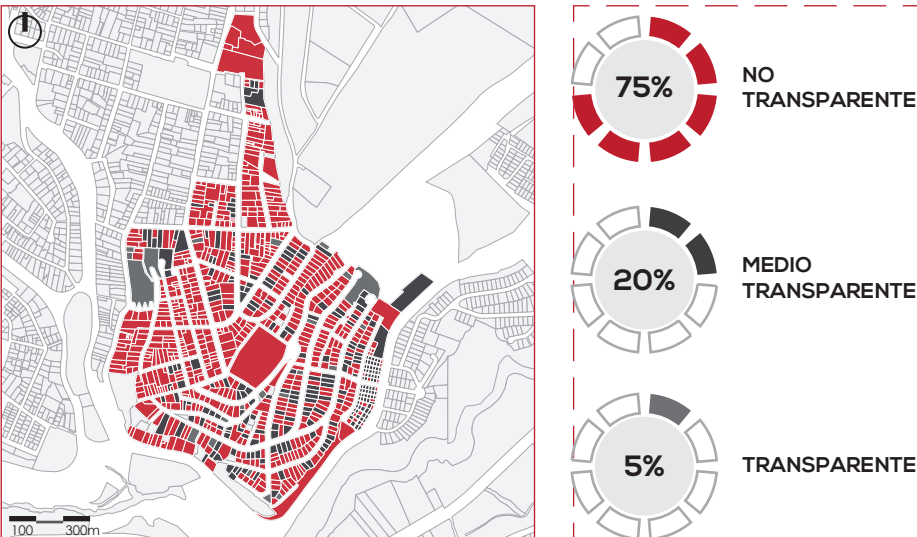 75%
NO
TRANSPARENTE
20%
MEDIO
TRANSPARENTE
5%
TRANSPARENTE
100 300m